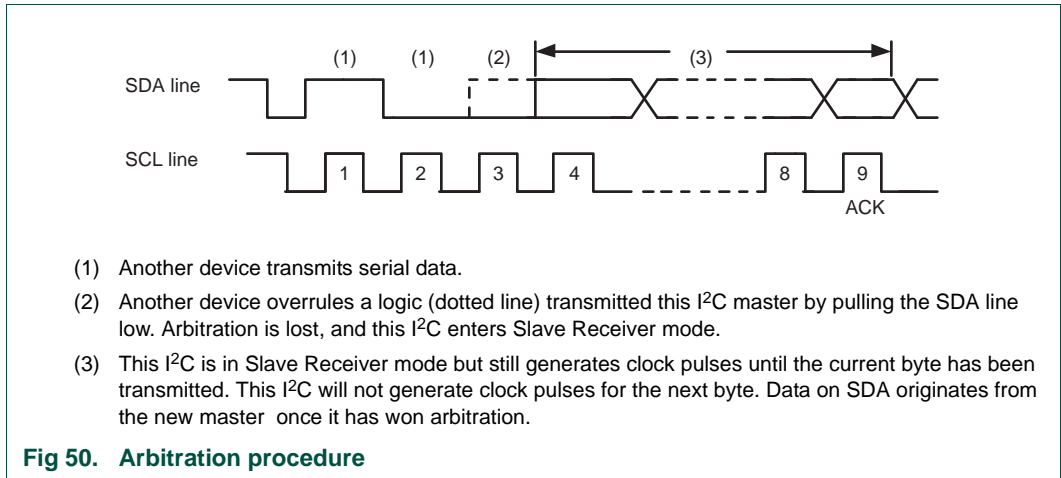 (1) (1) (2) (3)
SDA line
SCL line
1 2 3 4 8 9
ACK
(1) Another device transmits serial data.
(2) Another device overrules a logic (dotted line) transmitted this I2C master by pulling the SDA line
low. Arbitration is lost, and this I2C enters Slave Receiver mode.
(3) This I2C is in Slave Receiver mode but still generates clock pulses until the current byte has been
transmitted. This I2C will not generate clock pulses for the next byte. Data on SDA originates from
the new master once it has won arbitration.
Fig 50. Arbitration procedure